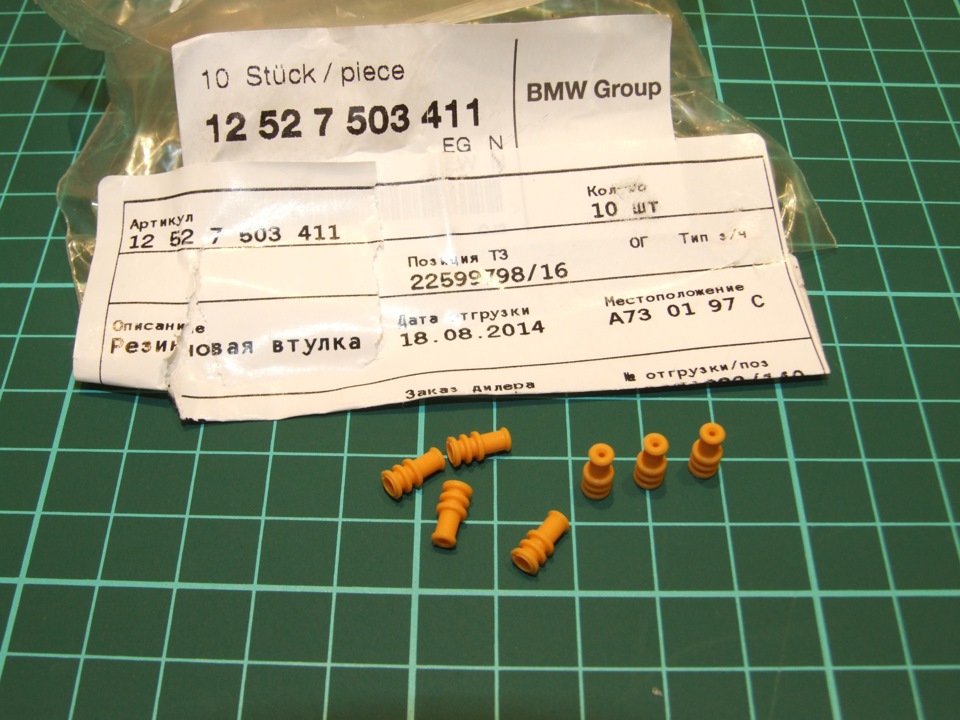 10 Stück / piece
12 52 7 503 411
BMW Group
EG N
Артикул
12 52 7 503 411
10 шт
Позиция ТЗ
22599798/16
ОГ Тип з/ч
Описание
Резиновая втулка
Дата отгрузки
18.08.2014
Местоположение
A73 01 97 C
Заказ дилера
№ отгрузки/поз